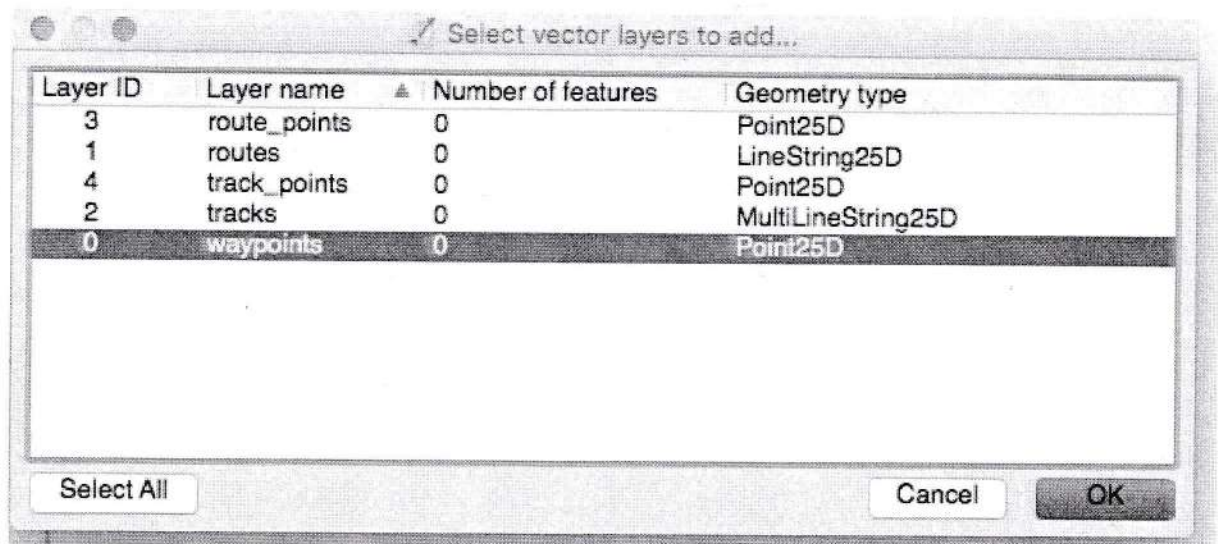 Select vector layers to add...
Layer ID Layer name Number of features Geometry type
3 route_points 0 Point25D
1 routes 0 LineString25D
4 track_points 0 Point25D
2 tracks 0 MultiLineString25D
0 waypoints 0 Point25D
Select All Cancel OK